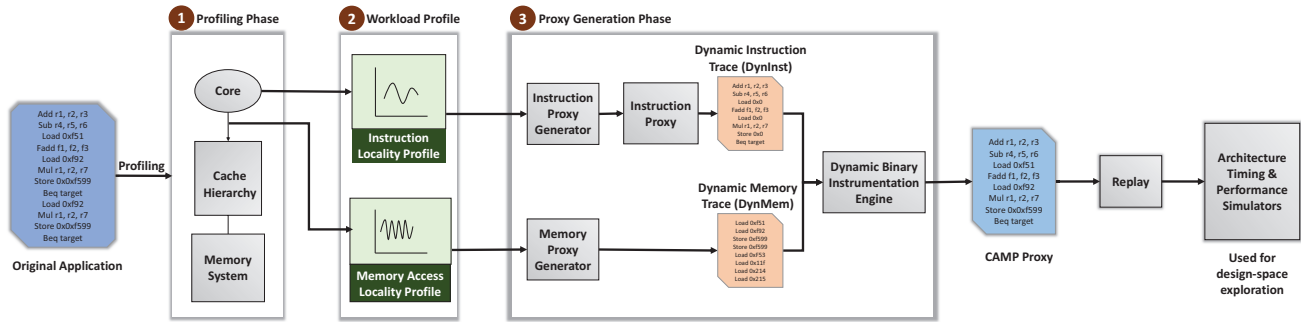 1 Profiling Phase
2 Workload Profile
3 Proxy Generation Phase
Add r1, r2, r3
Sub r4, r5, r6
Load 0xf51
Fadd f1, f2, f3
Load 0xf92
Mul r1, r2, r7
Store 0x0xf599
Beq target
Load 0xf92
Mul r1, r2, r7
Store 0x0xf599
Beq target
Original Application
Profiling
Core
Cache
Hierarchy
Memory
System
Instruction
Locality Profile
Memory Access
Locality Profile
Instruction
Proxy
Generator
Instruction
Proxy
Dynamic Instruction
Trace (DynInst)
Add r1, r2, r3
Sub r4, r5, r6
Load 0x0
Fadd f1, f2, f3
Load 0x0
Mul r1, r2, r7
Store 0x0
Beq target
Memory
Proxy
Generator
Dynamic Memory
Trace (DynMem)
Load 0xf51
Load 0xf92
Store 0xf599
Store 0xf599
Load 0xF53
Load 0x11f
Load 0x214
Load 0x215
Dynamic Binary
Instrumentation
Engine
Add r1, r2, r3
Sub r4, r5, r6
Load 0xf51
Fadd f1, f2, f3
Load 0xf92
Mul r1, r2, r7
Store 0x0xf599
Beq target
CAMP Proxy
Replay
Architecture
Timing &
Performance
Simulators
Used for
design-space
exploration